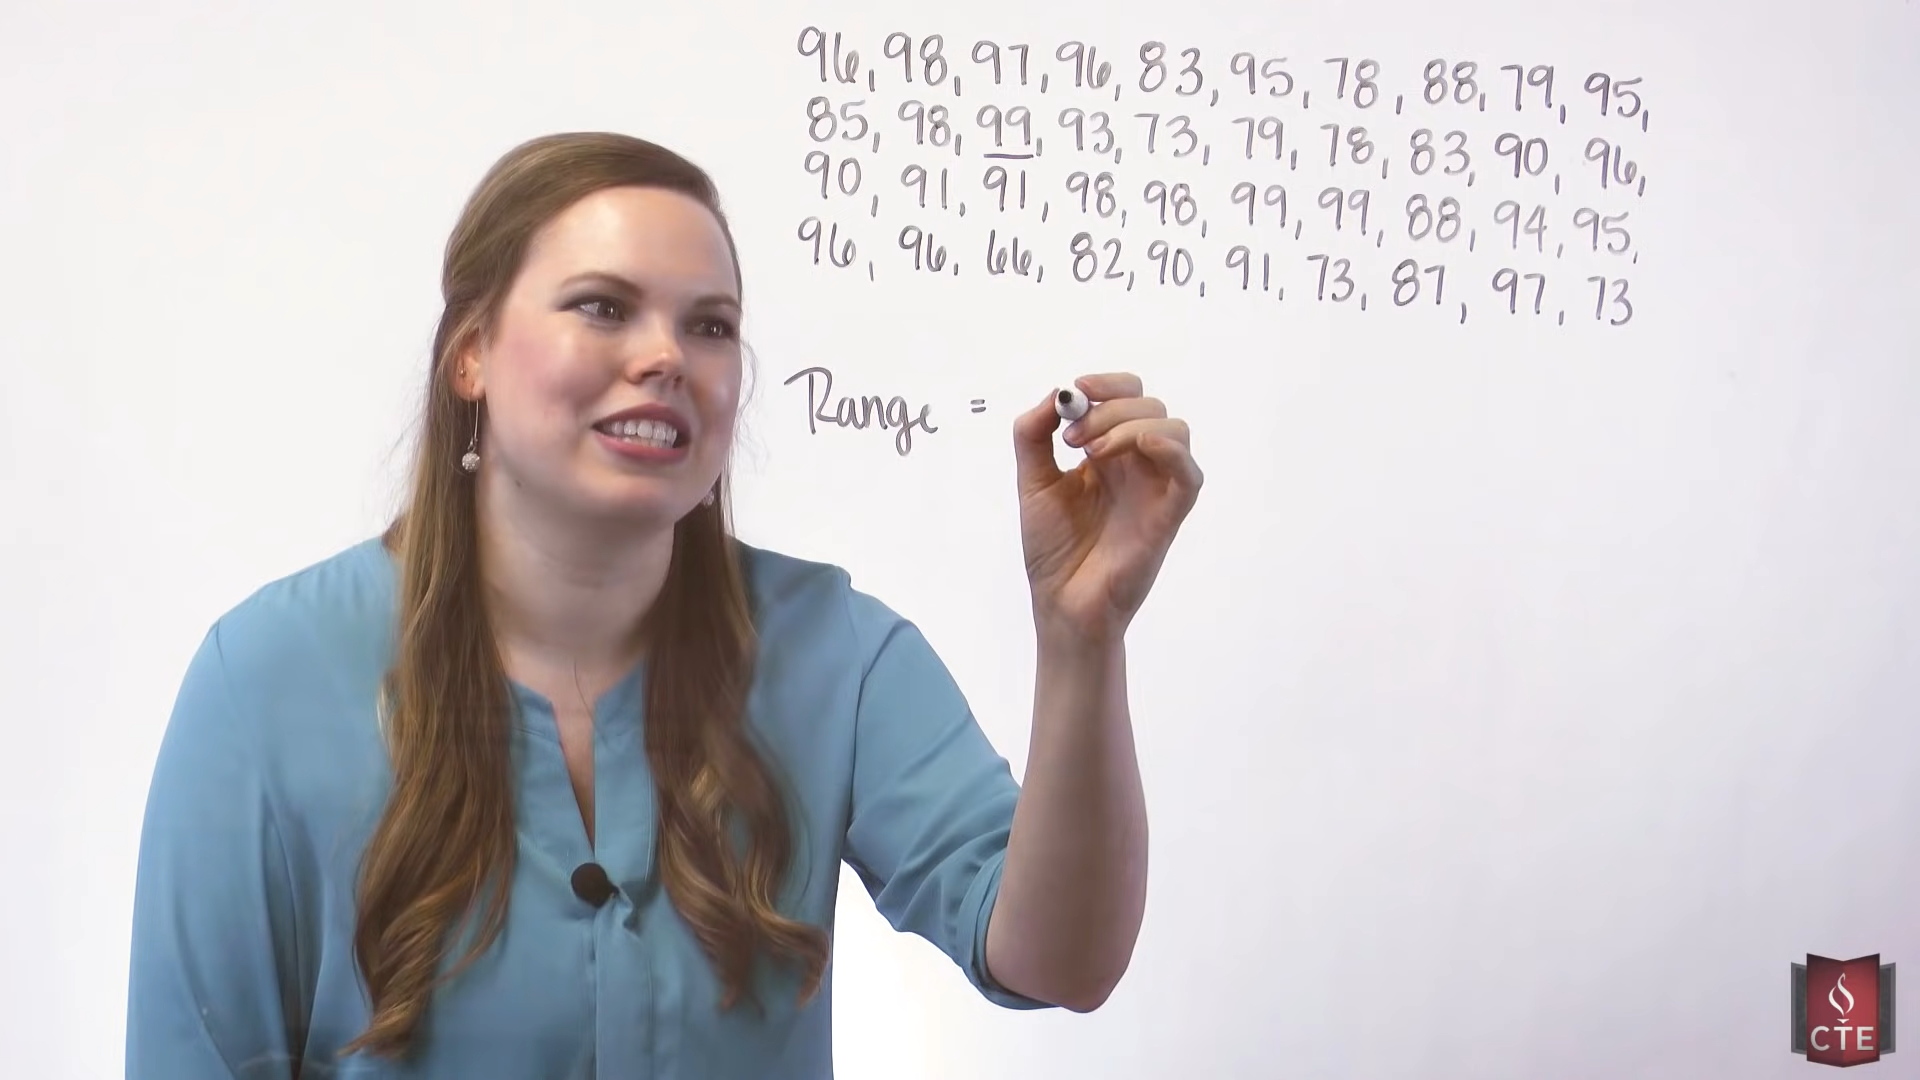 96, 98, 97, 96, 83, 95, 78, 88, 79, 95,
85, 98, 99, 93, 73, 79, 78, 83, 90, 96,
90, 91, 91, 98, 98, 99, 99, 88, 94, 95,
96, 96, 66, 82, 90, 91, 73, 87, 97, 73
Range =
CTE